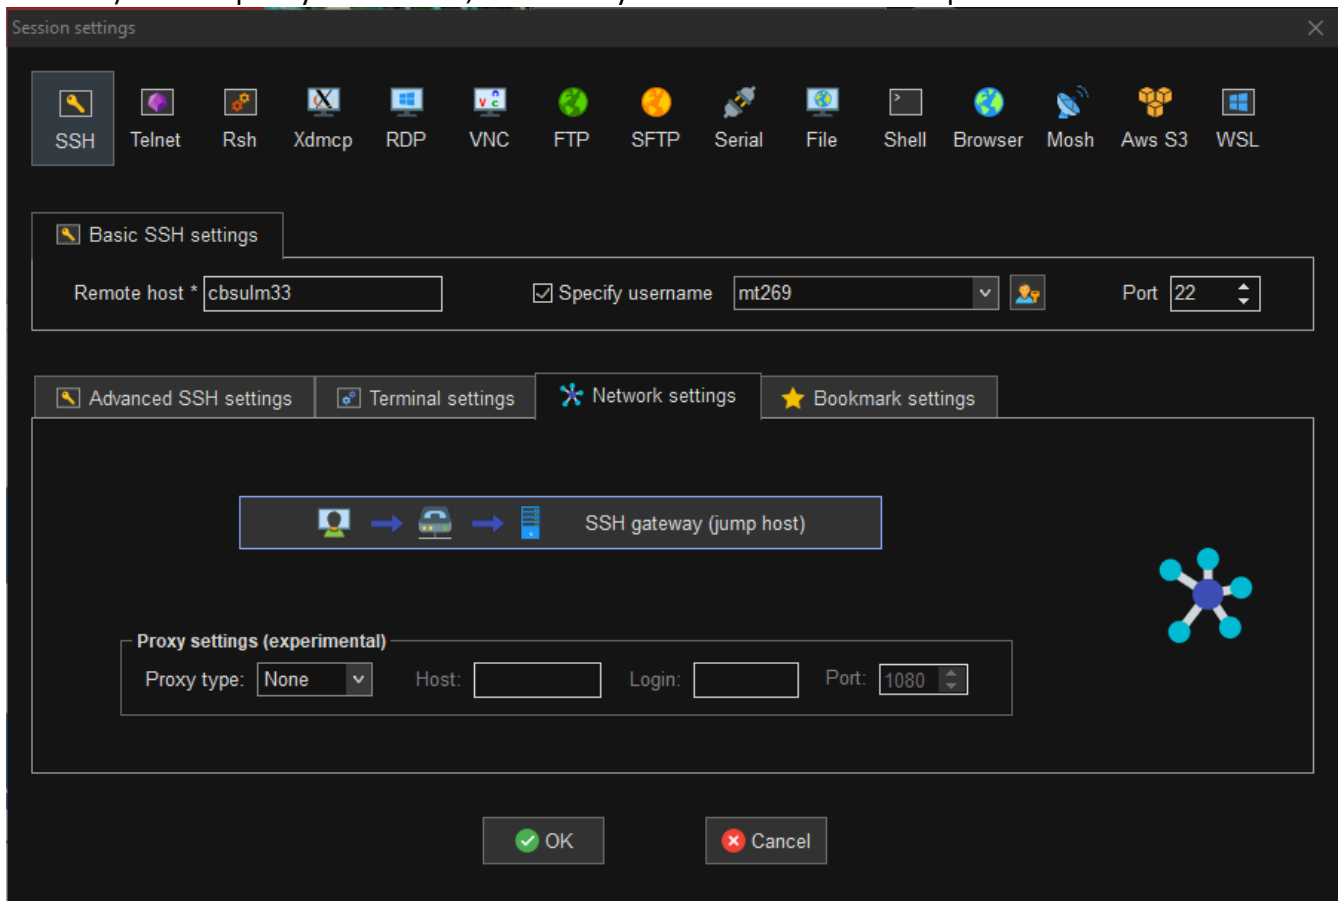 Session settings
SSH Telnet Rsh Xdmcp RDP VNC FTP SFTP Serial File Shell Browser Mosh Aws S3 WSL
Basic SSH settings
Remote host * cbsulm33 Specify username mt269 Port 22
Advanced SSH settings Terminal settings Network settings Bookmark settings
SSH gateway (jump host)
Proxy settings (experimental)
Proxy type: None Host: Login: Port: 1080
OK Cancel